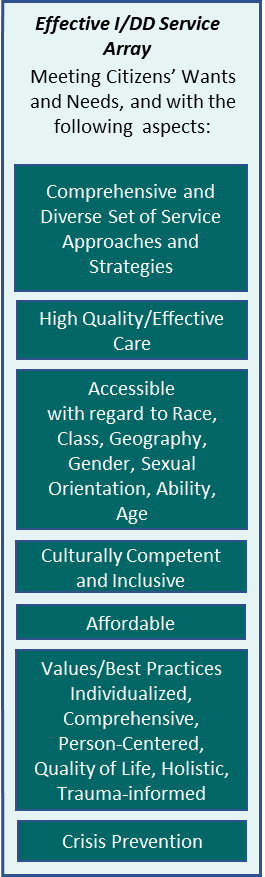 Effective I/DD Service
Array
Meeting Citizens’ Wants
and Needs, and with the
following aspects:
Comprehensive and
Diverse Set of Service
Approaches and
Strategies
High Quality/Effective
Care
Accessible
with regard to Race,
Class, Geography,
Gender, Sexual
Orientation, Ability,
Age
Culturally Competent
and Inclusive
Affordable
Values/Best Practices
Individualized,
Comprehensive,
Person-Centered,
Quality of Life, Holistic,
Trauma-informed
Crisis Prevention